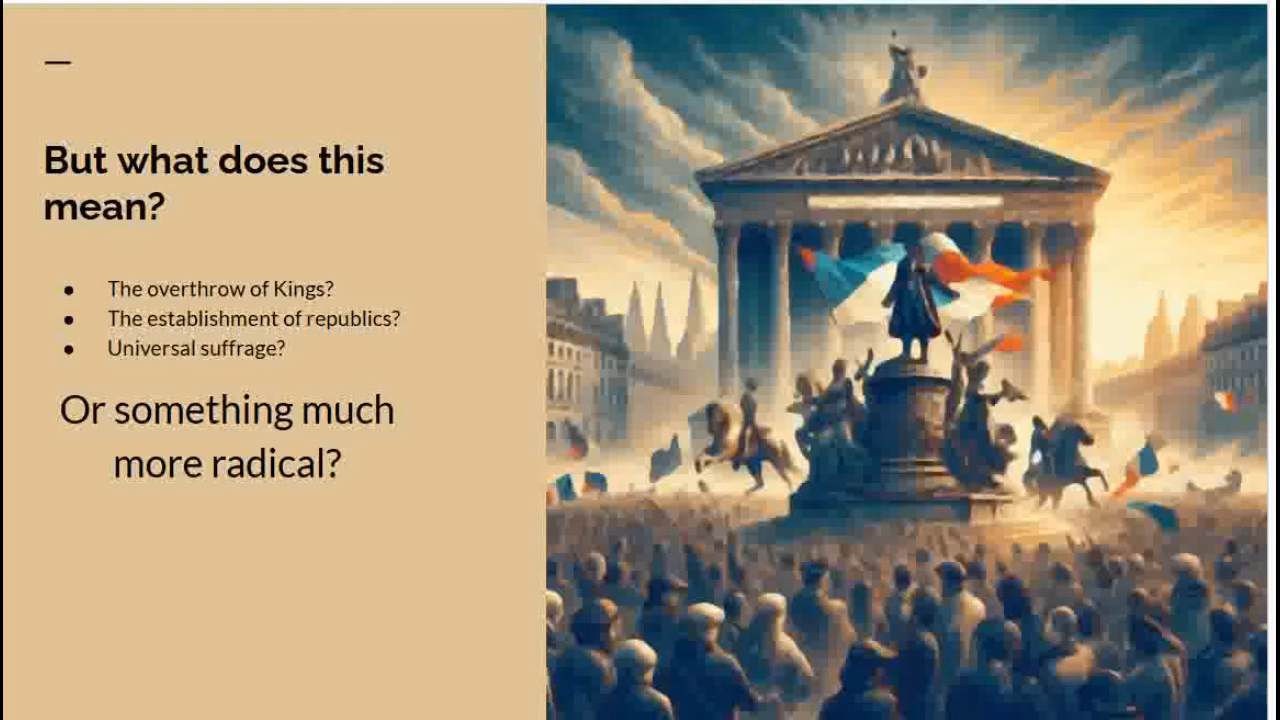 But what does this
mean?
● The overthrow of Kings?
● The establishment of republics?
● Universal suffrage?
Or something much
more radical?